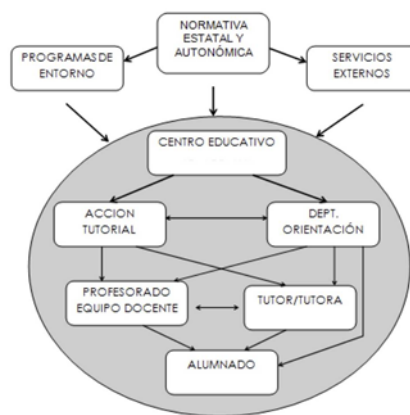 NORMATIVA
ESTATAL Y
AUTONÓMICA
PROGRAMAS DE
ENTORNO
SERVICIOS
EXTERNOS
CENTRO EDUCATIVO
ACCION
TUTORIAL
DEPT.
ORIENTACIÓN
PROFESORADO
EQUIPO DOCENTE
TUTOR/TUTORA
ALUMNADO